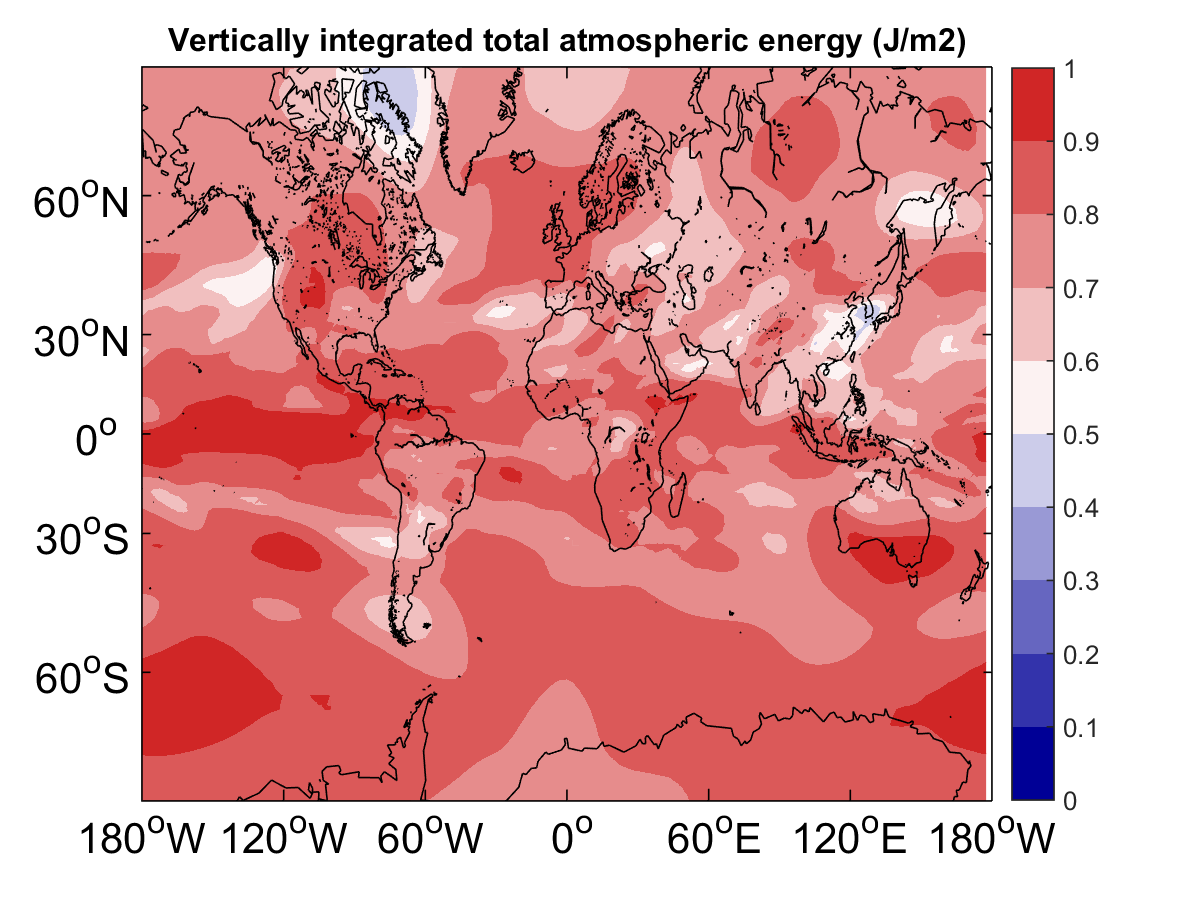 Vertically integrated total atmospheric energy (J/m2)
1
0.9
0.8
0.7
0.6
0.5
0.4
0.3
0.2
0.1
0
60°N
30°N
0°
30°S
60°S
180°W 120°W 60°W 0° 60°E 120°E 180°W